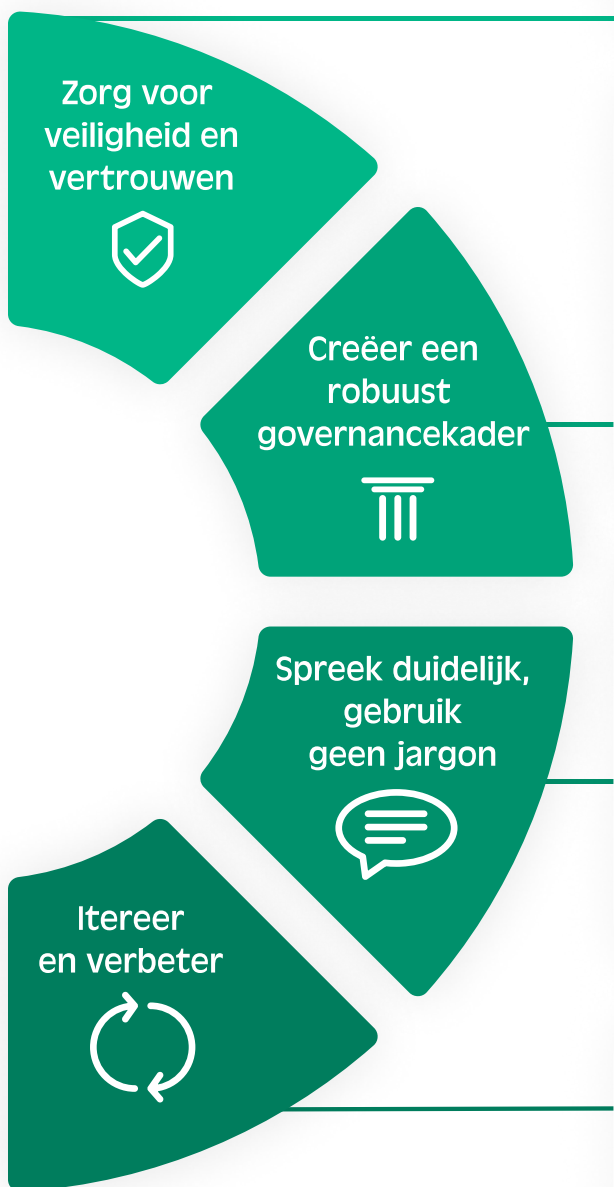 Zorg voor
veiligheid en
vertrouwen
Creëer een
robuust
governancekader
Spreek duidelijk,
gebruik
geen jargon
Itereer
en verbeter